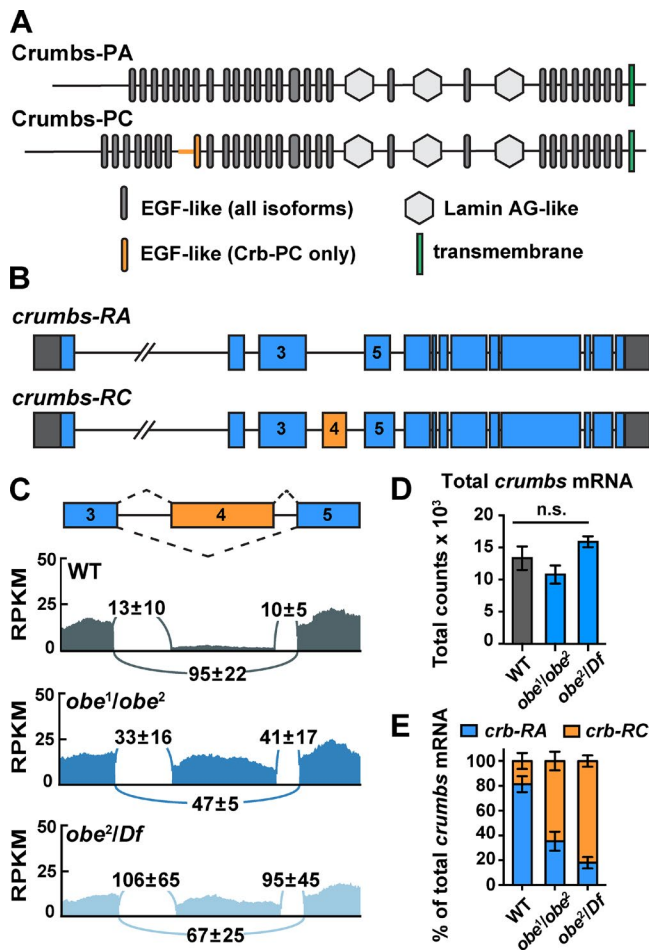 A
Crumbs-PA
Crumbs-PC
EGF-like (all isoforms)
Lamin AG-like
EGF-like (Crb-PC only)
transmembrane
B
crumbs-RA
3
5
crumbs-RC
3
4
5
C
3
4
5
WT
RPKM
50
25
0
13±10
10±5
95±22
obe¹/obe²
RPKM
50
25
0
33±16
41±17
47±5
obe²/Df
RPKM
50
25
0
106±65
95±45
67±25
D
Total crumbs mRNA
n.s.
Total counts x 10³
20
15
10
5
0
WT
obe¹/obe²
obe²/Df
E
crb-RA
crb-RC
% of total crumbs mRNA
100
80
60
40
20
0
WT
obe¹/obe²
obe²/Df